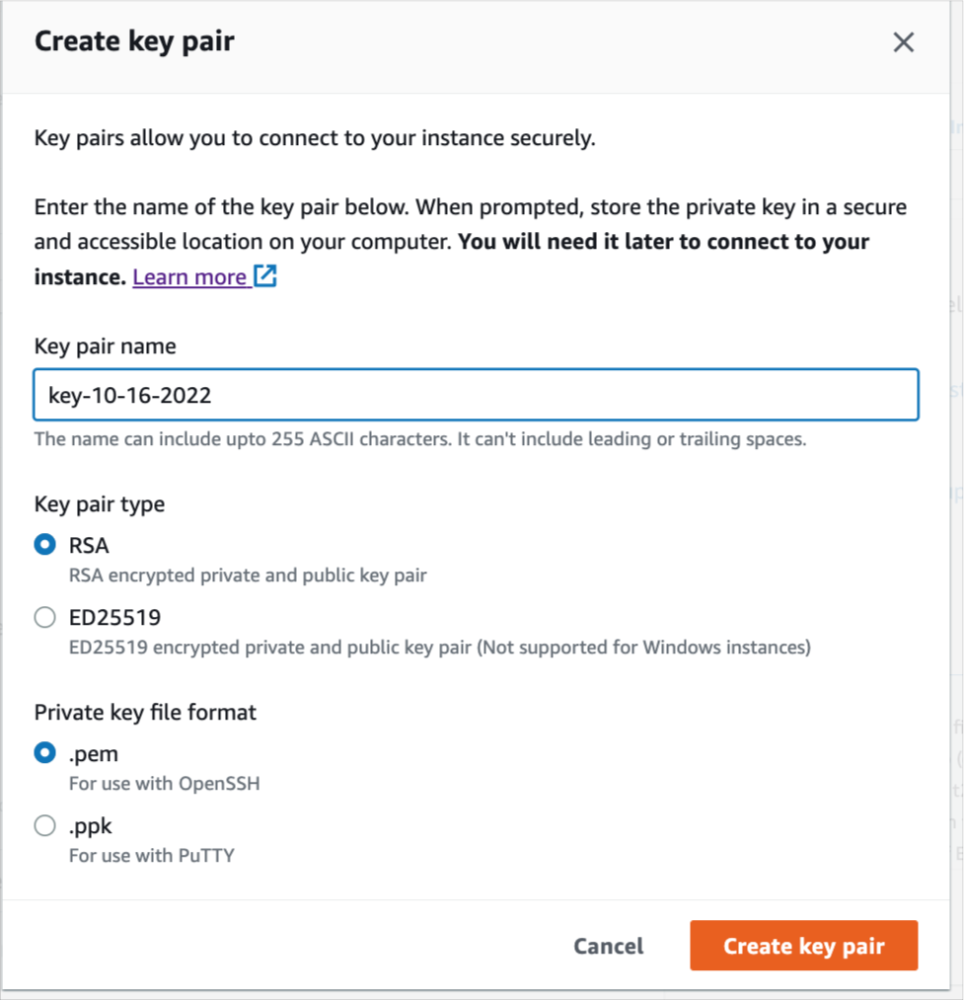 Create key pair
Key pairs allow you to connect to your instance securely.
Enter the name of the key pair below. When prompted, store the private key in a secure
and accessible location on your computer. You will need it later to connect to your
instance. Learn more
Key pair name
key-10-16-2022
The name can include upto 255 ASCII characters. It can't include leading or trailing spaces.
Key pair type
RSA
RSA encrypted private and public key pair
ED25519
ED25519 encrypted private and public key pair (Not supported for Windows instances)
Private key file format
.pem
For use with OpenSSH
.ppk
For use with PuTTY
Cancel
Create key pair